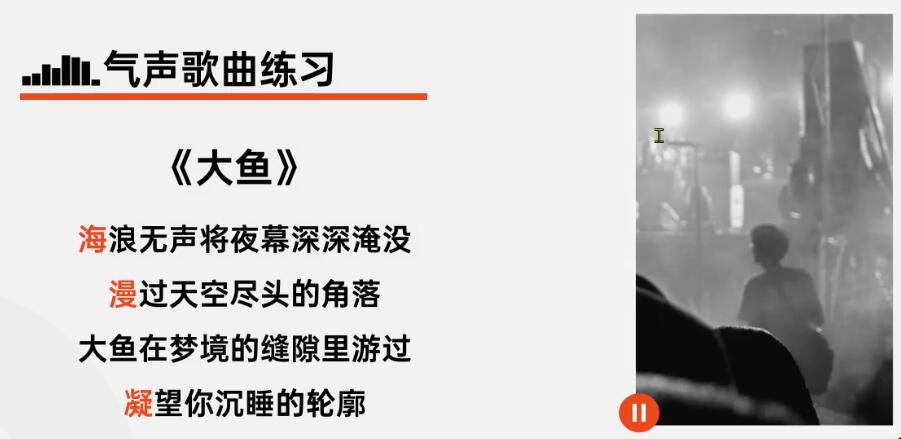 气声歌曲练习
《大鱼》
海浪无声将夜幕深深淹没
漫过天空尽头的角落
大鱼在梦境的缝隙里游过
凝望你沉睡的轮廓